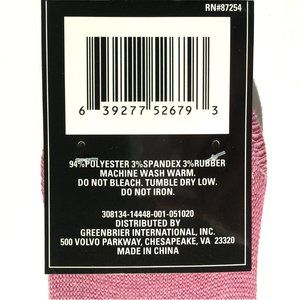 RN#87254
6 39277 52679 3
94%POLYESTER 3%SPANDEX 3%RUBBER
MACHINE WASH WARM.
DO NOT BLEACH. TUMBLE DRY LOW.
DO NOT IRON.
308134-14448-001-051020
DISTRIBUTED BY
GREENBRIER INTERNATIONAL, INC.
500 VOLVO PARKWAY, CHESAPEAKE, VA 23320
MADE IN CHINA